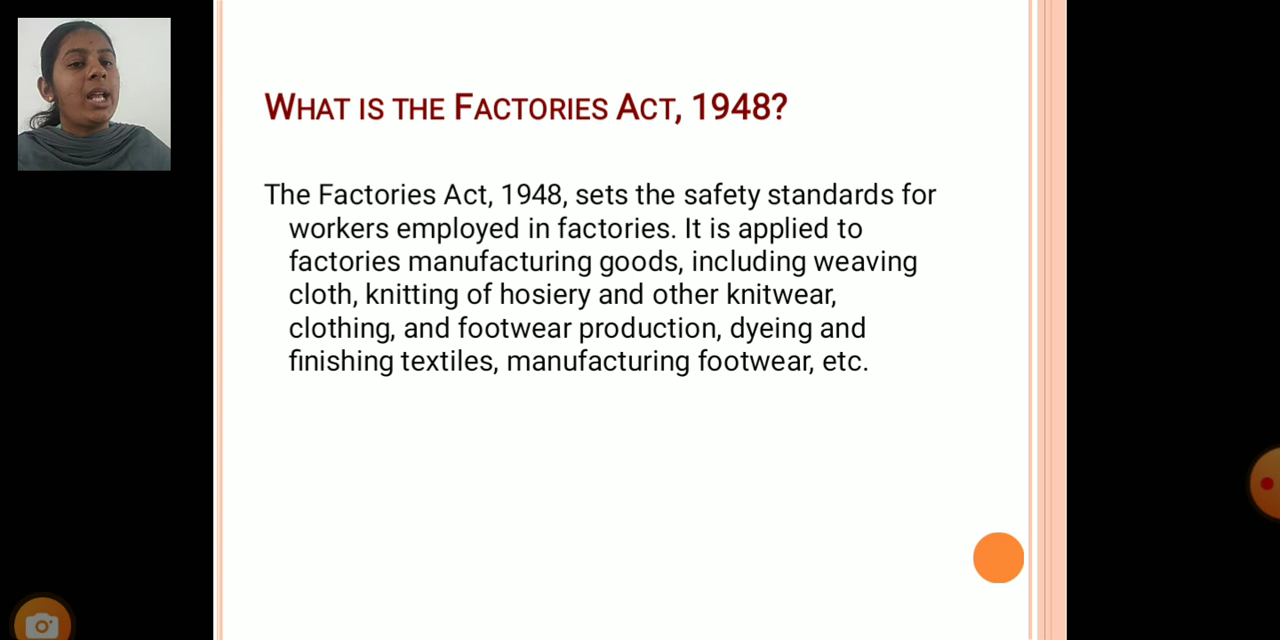 WHAT IS THE FACTORIES ACT, 1948?
The Factories Act, 1948, sets the safety standards for
workers employed in factories. It is applied to
factories manufacturing goods, including weaving
cloth, knitting of hosiery and other knitwear,
clothing, and footwear production, dyeing and
finishing textiles, manufacturing footwear, etc.